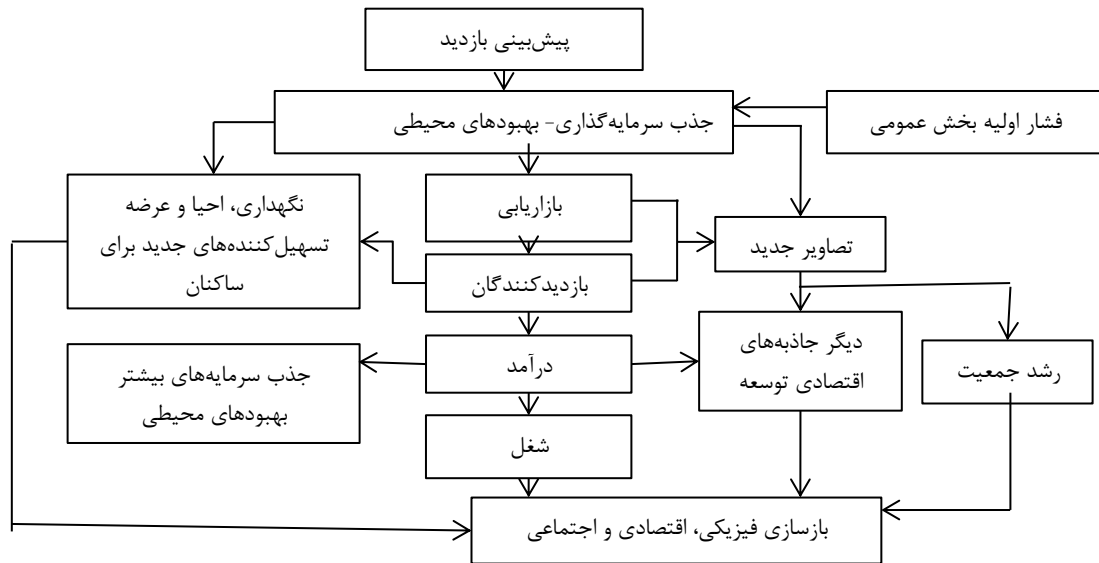 پیش‌بینی بازدید
جذب سرمایه‌گذاری- بهبودهای محیطی
فشار اولیه بخش عمومی
نگهداری، احیا و عرضه
تسهیل‌کننده‌های جدید برای
ساکنان
بازاریابی
تصاویر جدید
بازدیدکنندگان
جذب سرمایه‌های بیشتر
بهبودهای محیطی
درآمد
دیگر جاذبه‌های
اقتصادی توسعه
رشد جمعیت
شغل
بازسازی فیزیکی، اقتصادی و اجتماعی